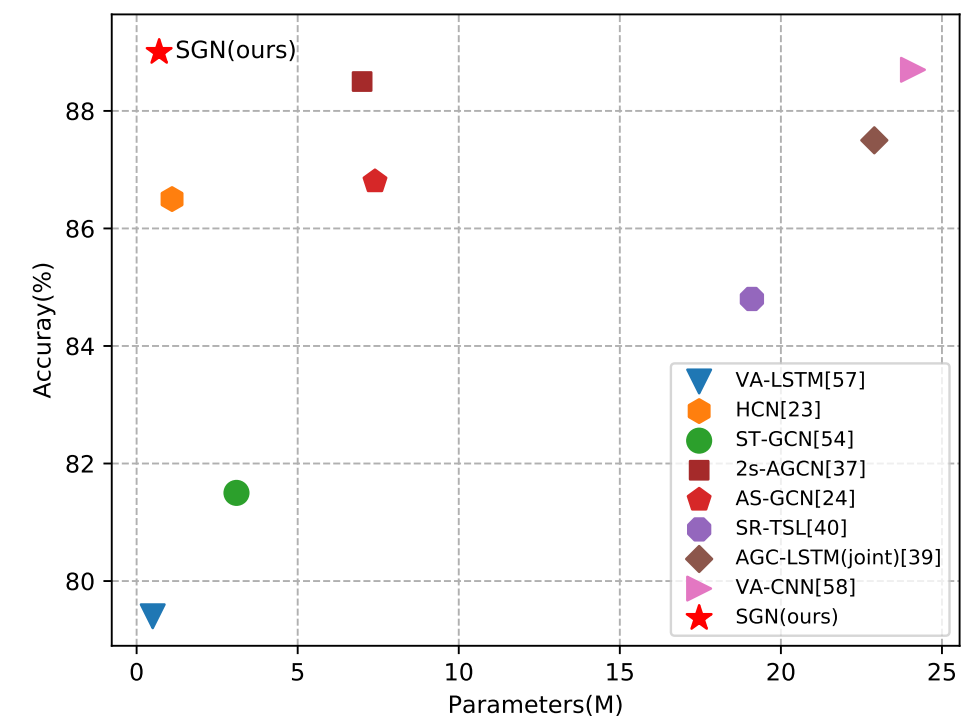 SGN(ours)
88
86
84
82
80
Accuray(%)
VA-LSTM[57]
HCN[23]
ST-GCN[54]
2s-AGCN[37]
AS-GCN[24]
SR-TSL[40]
AGC-LSTM(joint)[39]
VA-CNN[58]
SGN(ours)
0 5 10 15 20 25
Parameters(M)